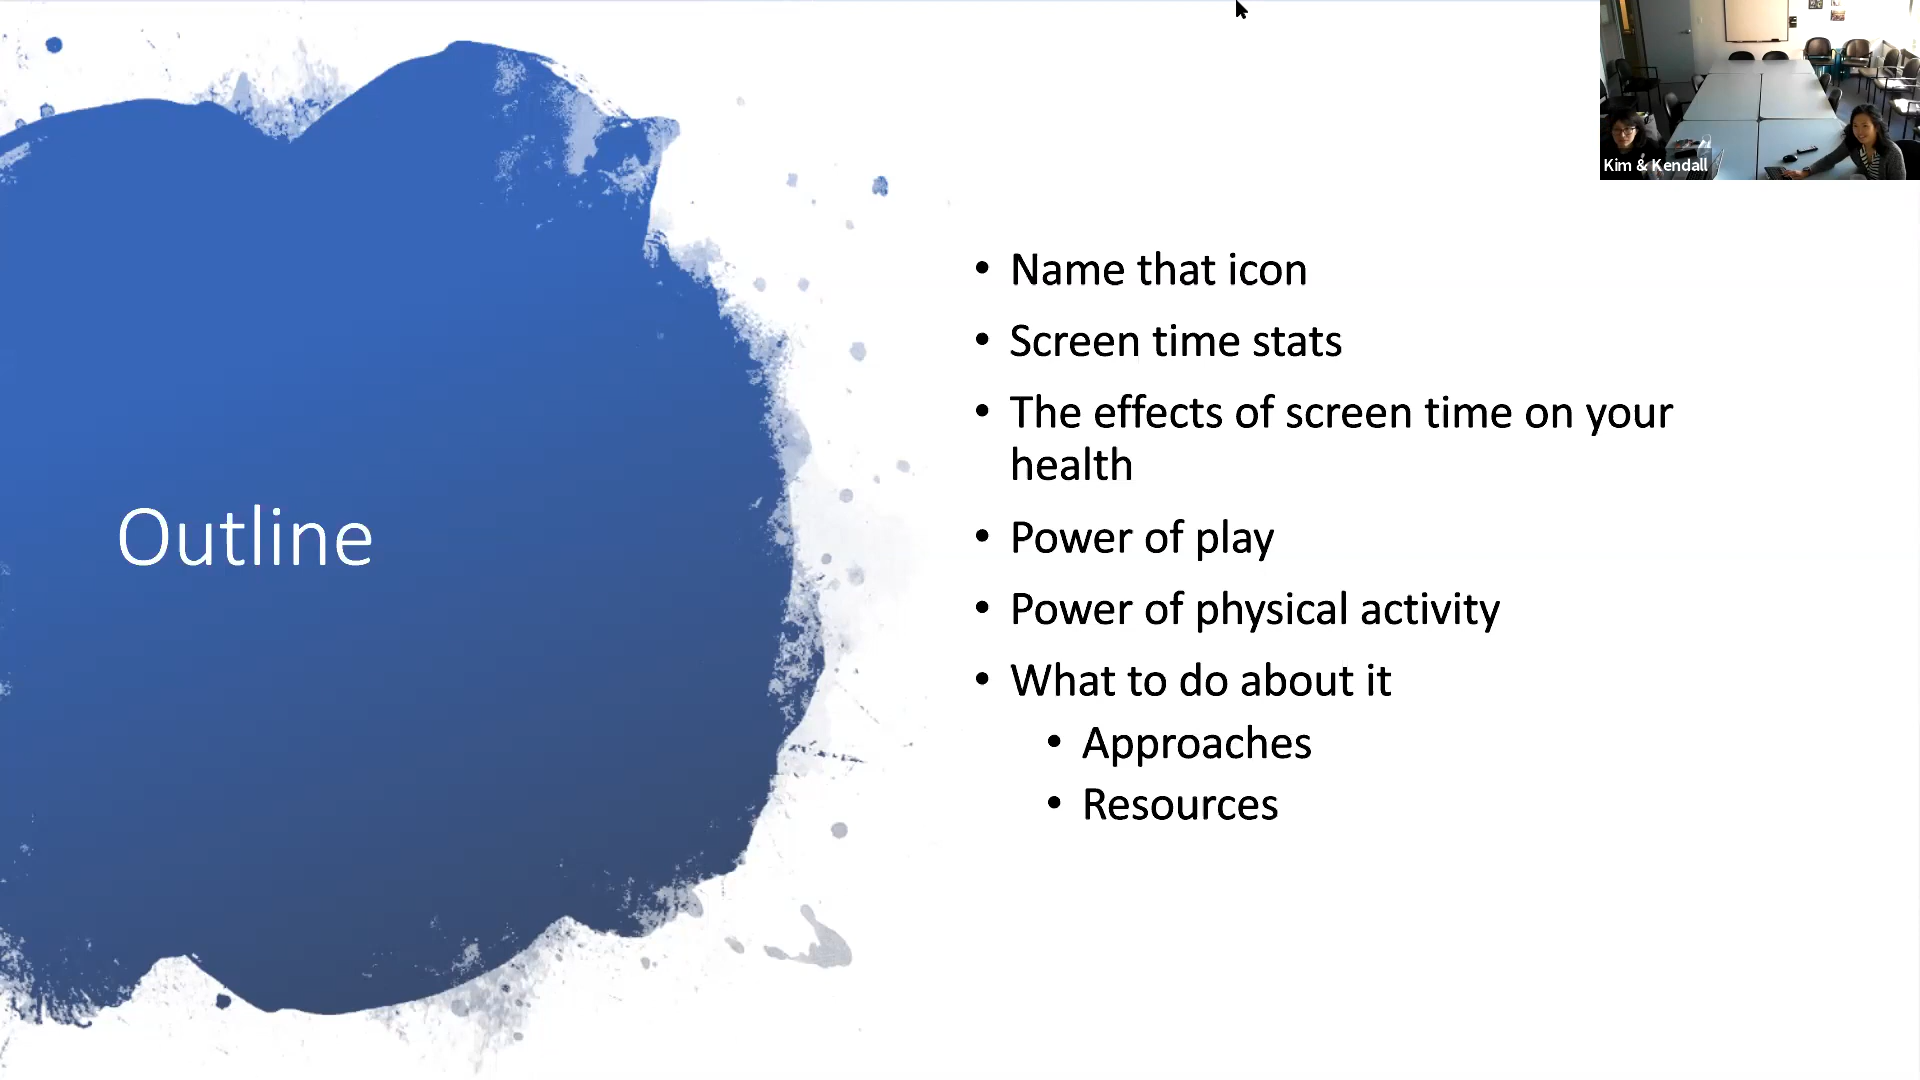 Kim & Kendall
Outline
• Name that icon
• Screen time stats
• The effects of screen time on your
health
• Power of play
• Power of physical activity
• What to do about it
• Approaches
• Resources